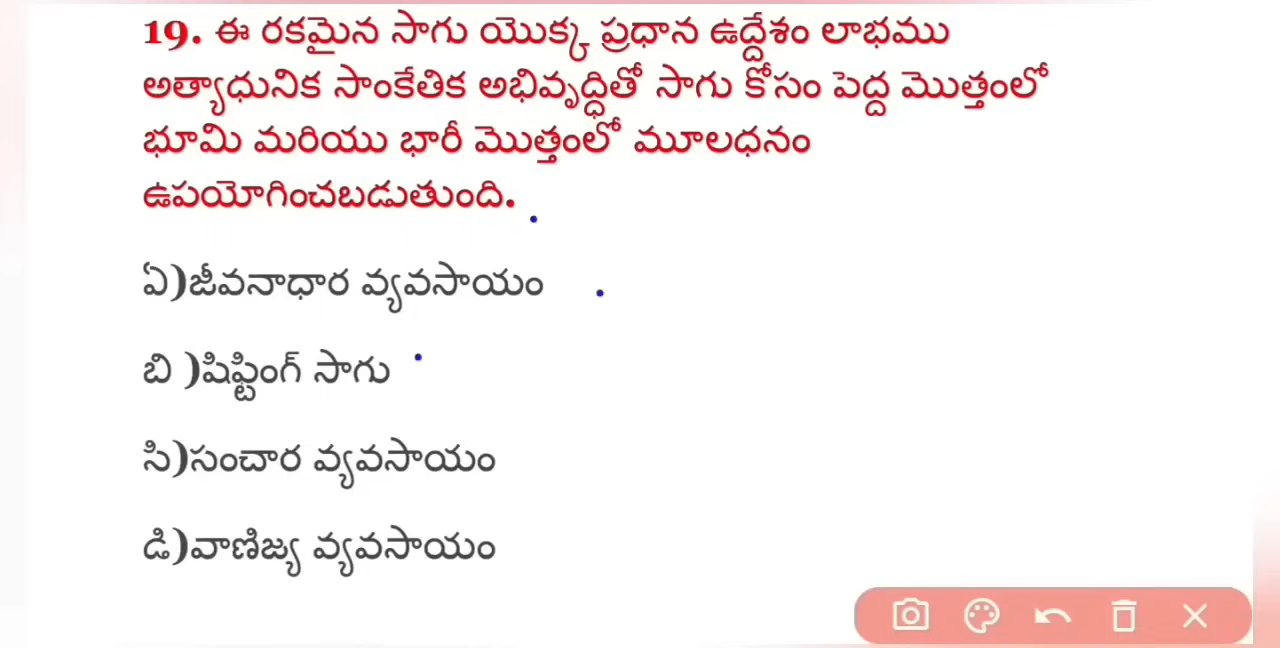 19. ఈ రకమైన సాగు యొక్క ప్రధాన ఉద్దేశం లాభము
అత్యాధునిక సాంకేతిక అభివృద్ధితో సాగు కోసం పెద్ద మొత్తంలో
భూమి మరియు భారీ మొత్తంలో మూలధనం
ఉపయోగించబడుతుంది.
ఏ)జీవనాధార వ్యవసాయం
బి )షిఫ్టింగ్ సాగు
సి)సంచార వ్యవసాయం
డి)వాణిజ్య వ్యవసాయం